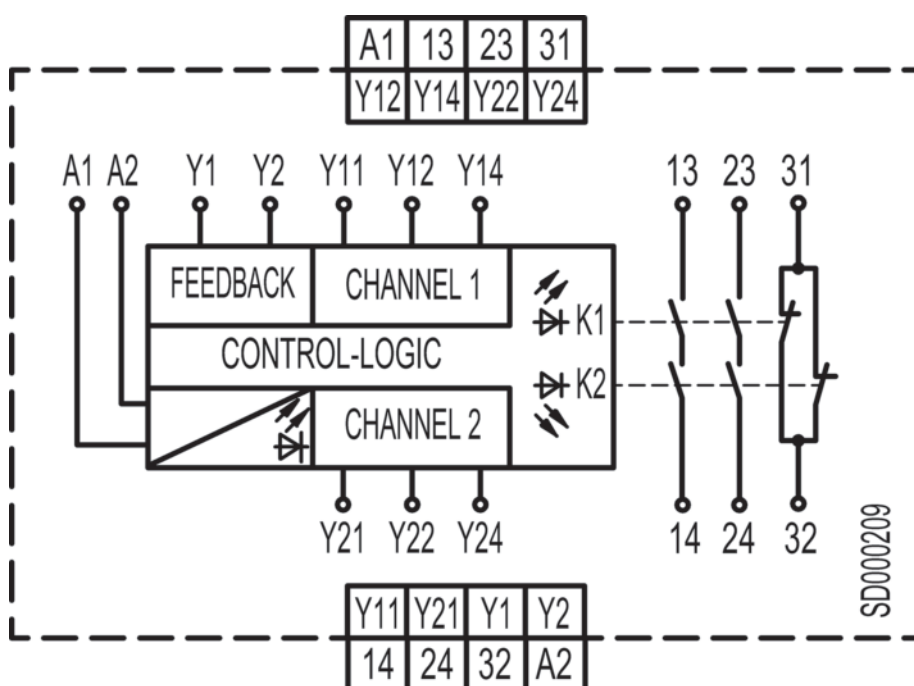 A1 13 23 31
Y12 Y14 Y22 Y24
A1 A2 Y1 Y2 Y11 Y12 Y14 13 23 31
FEEDBACK CHANNEL 1
K1
CONTROL-LOGIC
K2
CHANNEL 2
Y21 Y22 Y24 14 24 32
SD000209
Y11 Y21 Y1 Y2
14 24 32 A2